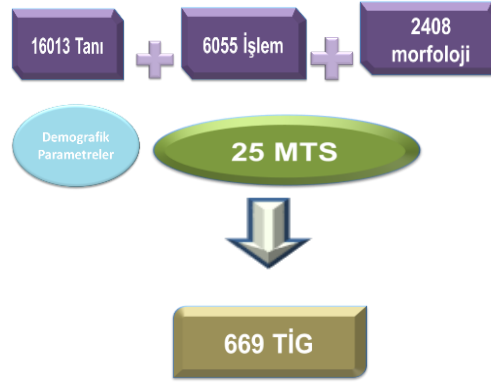 16013 Tanı
6055 İşlem
2408
morfoloji
Demografik
Parametreler
25 MTS
669 TİG